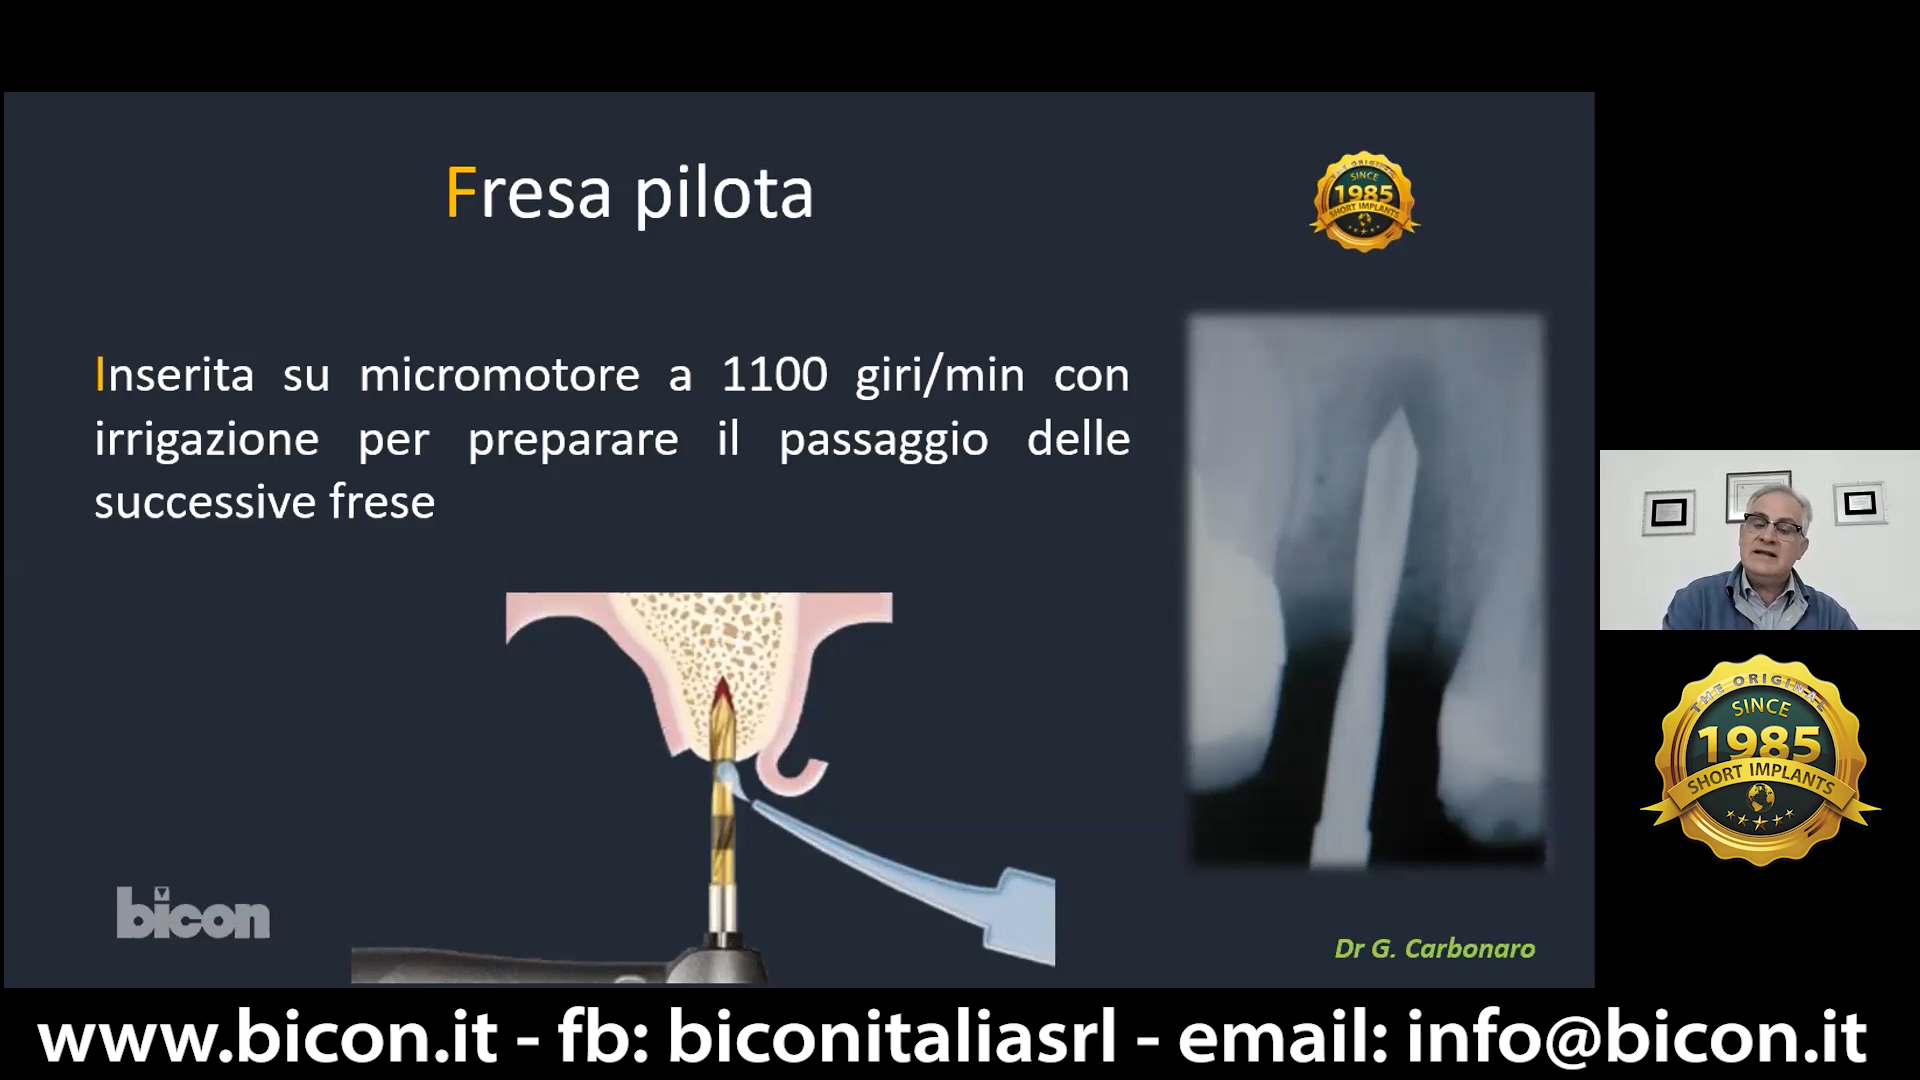 Fresa pilota
THE ORIGINAL
SINCE
1985
SHORT IMPLANTS
Inserita su micromotore a 1100 giri/min con
irrigazione per preparare il passaggio delle
successive frese
bicon
Dr G. Carbonaro
THE ORIGINAL
SINCE
1985
SHORT IMPLANTS
www.bicon.it - fb: biconitaliasrl - email: info@bicon.it